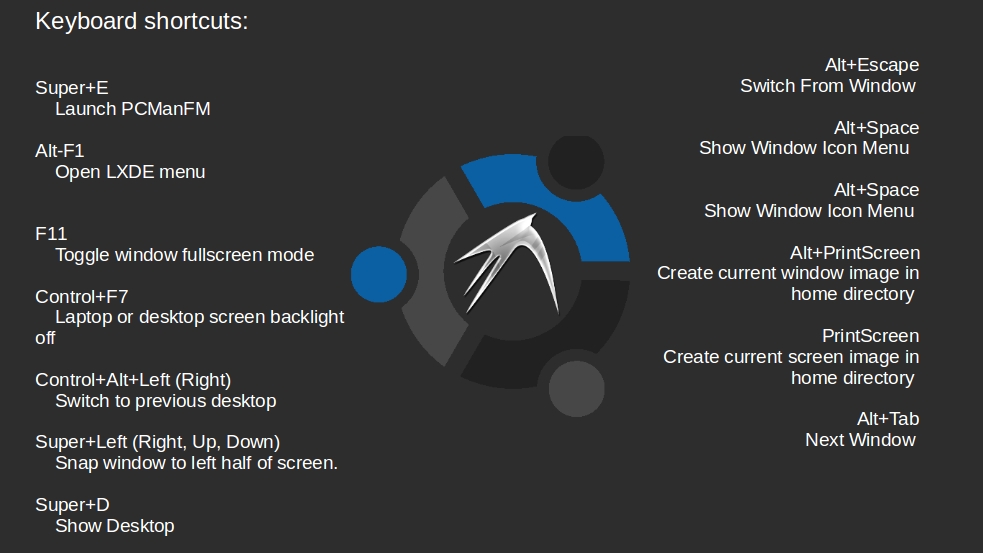 Keyboard shortcuts:
Super+E
Launch PCManFM
Alt-F1
Open LXDE menu
F11
Toggle window fullscreen mode
Control+F7
Laptop or desktop screen backlight
off
Control+Alt+Left (Right)
Switch to previous desktop
Super+Left (Right, Up, Down)
Snap window to left half of screen.
Super+D
Show Desktop
Alt+Escape
Switch From Window
Alt+Space
Show Window Icon Menu
Alt+Space
Show Window Icon Menu
Alt+PrintScreen
Create current window image in
home directory
PrintScreen
Create current screen image in
home directory
Alt+Tab
Next Window